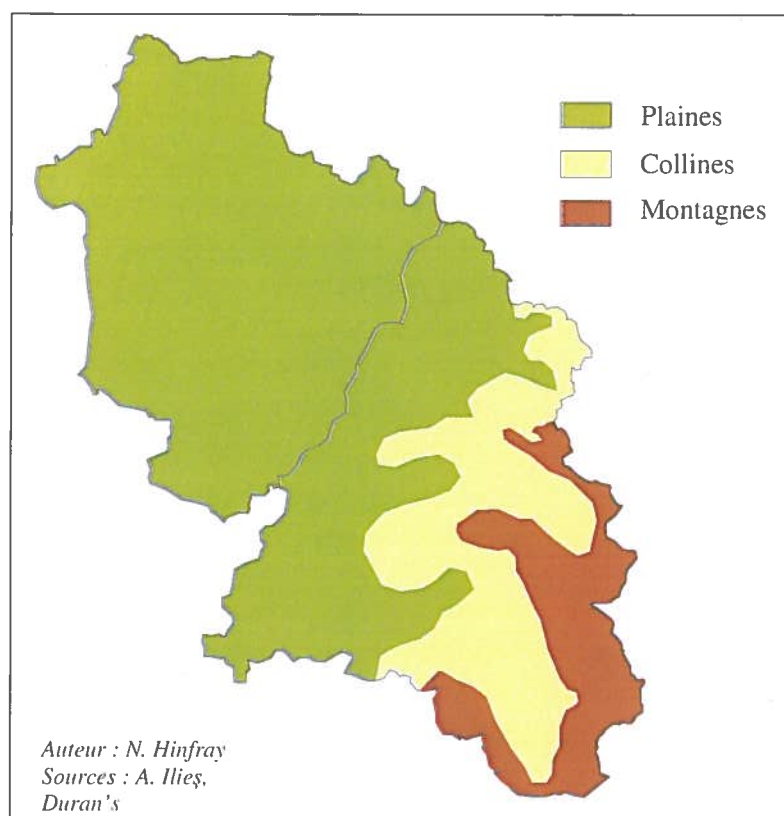 Plaines
Collines
Montagnes
Auteur : N. Hinfray
Sources : A. Ilieş,
Duran's